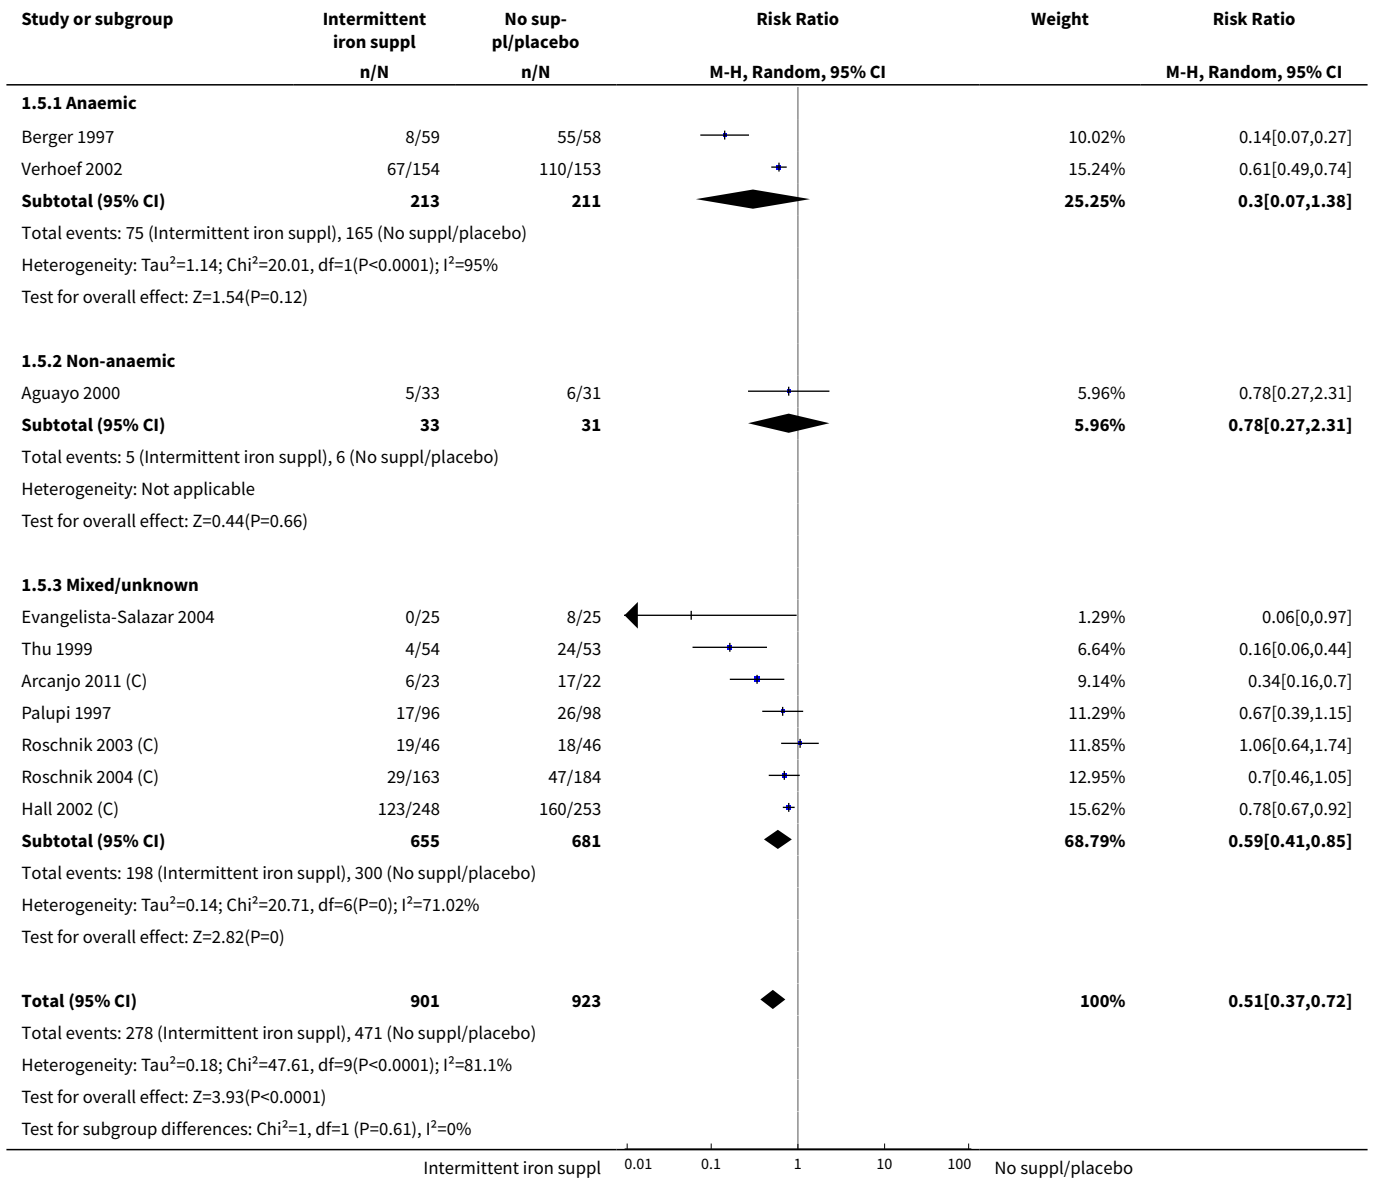 Study or subgroup Intermittent iron suppl No sup-pl/placebo Risk Ratio Weight Risk Ratio
n/N n/N M-H, Random, 95% CI M-H, Random, 95% CI
1.5.1 Anaemic
Berger 1997 8/59 55/58 10.02% 0.14[0.07,0.27]
Verhoef 2002 67/154 110/153 15.24% 0.61[0.49,0.74]
Subtotal (95% CI) 213 211 25.25% 0.3[0.07,1.38]
Total events: 75 (Intermittent iron suppl), 165 (No suppl/placebo)
Heterogeneity: Tau²=1.14; Chi²=20.01, df=1(P<0.0001); I²=95%
Test for overall effect: Z=1.54(P=0.12)
1.5.2 Non-anaemic
Aguayo 2000 5/33 6/31 5.96% 0.78[0.27,2.31]
Subtotal (95% CI) 33 31 5.96% 0.78[0.27,2.31]
Total events: 5 (Intermittent iron suppl), 6 (No suppl/placebo)
Heterogeneity: Not applicable
Test for overall effect: Z=0.44(P=0.66)
1.5.3 Mixed/unknown
Evangelista-Salazar 2004 0/25 8/25 1.29% 0.06[0,0.97]
Thu 1999 4/54 24/53 6.64% 0.16[0.06,0.44]
Arcanjo 2011 (C) 6/23 17/22 9.14% 0.34[0.16,0.7]
Palupi 1997 17/96 26/98 11.29% 0.67[0.39,1.15]
Roschnik 2003 (C) 19/46 18/46 11.85% 1.06[0.64,1.74]
Roschnik 2004 (C) 29/163 47/184 12.95% 0.7[0.46,1.05]
Hall 2002 (C) 123/248 160/253 15.62% 0.78[0.67,0.92]
Subtotal (95% CI) 655 681 68.79% 0.59[0.41,0.85]
Total events: 198 (Intermittent iron suppl), 300 (No suppl/placebo)
Heterogeneity: Tau²=0.14; Chi²=20.71, df=6(P=0); I²=71.02%
Test for overall effect: Z=2.82(P=0)
Total (95% CI) 901 923 100% 0.51[0.37,0.72]
Total events: 278 (Intermittent iron suppl), 471 (No suppl/placebo)
Heterogeneity: Tau²=0.18; Chi²=47.61, df=9(P<0.0001); I²=81.1%
Test for overall effect: Z=3.93(P<0.0001)
Test for subgroup differences: Chi²=1, df=1 (P=0.61), I²=0%
Intermittent iron suppl 0.01 0.1 1 10 100 No suppl/placebo